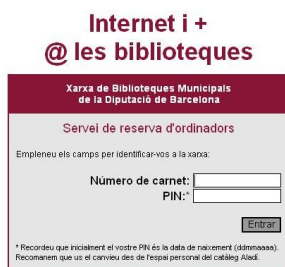 Internet i +
@ les biblioteques
Xarxa de Biblioteques Municipals
de la Diputació de Barcelona
Servei de reserva d'ordinadors
Empleneu els camps per identificar-vos a la xarxa:
Número de carnet:
PIN:*
Entrar
* Recordeu que inicialment el vostre PIN és la data de naixement (ddmmaaaa).
Recomanem que us el canvieu des de l'espai personal del catáleg Aladí.